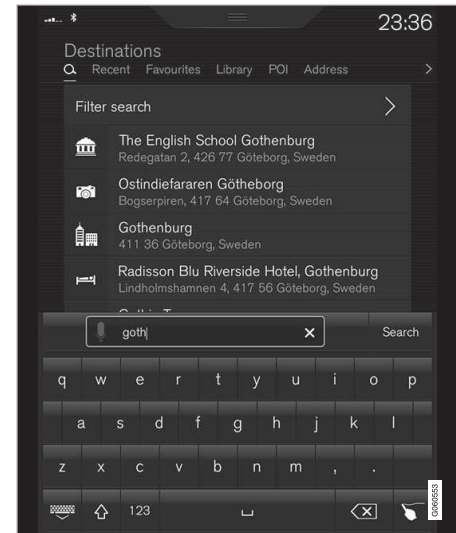 23:36
Destinations
Recent Favourites Library POI Address
Filter search
The English School Gothenburg
Redegatan 2, 426 77 Göteborg, Sweden
Ostindiefararen Götheborg
Bogserpiren, 417 64 Göteborg, Sweden
Gothenburg
411 36 Göteborg, Sweden
Radisson Blu Riverside Hotel, Gothenburg
Lindholmshamnen 4, 417 56 Göteborg, Sweden
goth
Search
q w e r t y u i o p
a s d f g h j k l
z x c v b n m , .
123
G060553